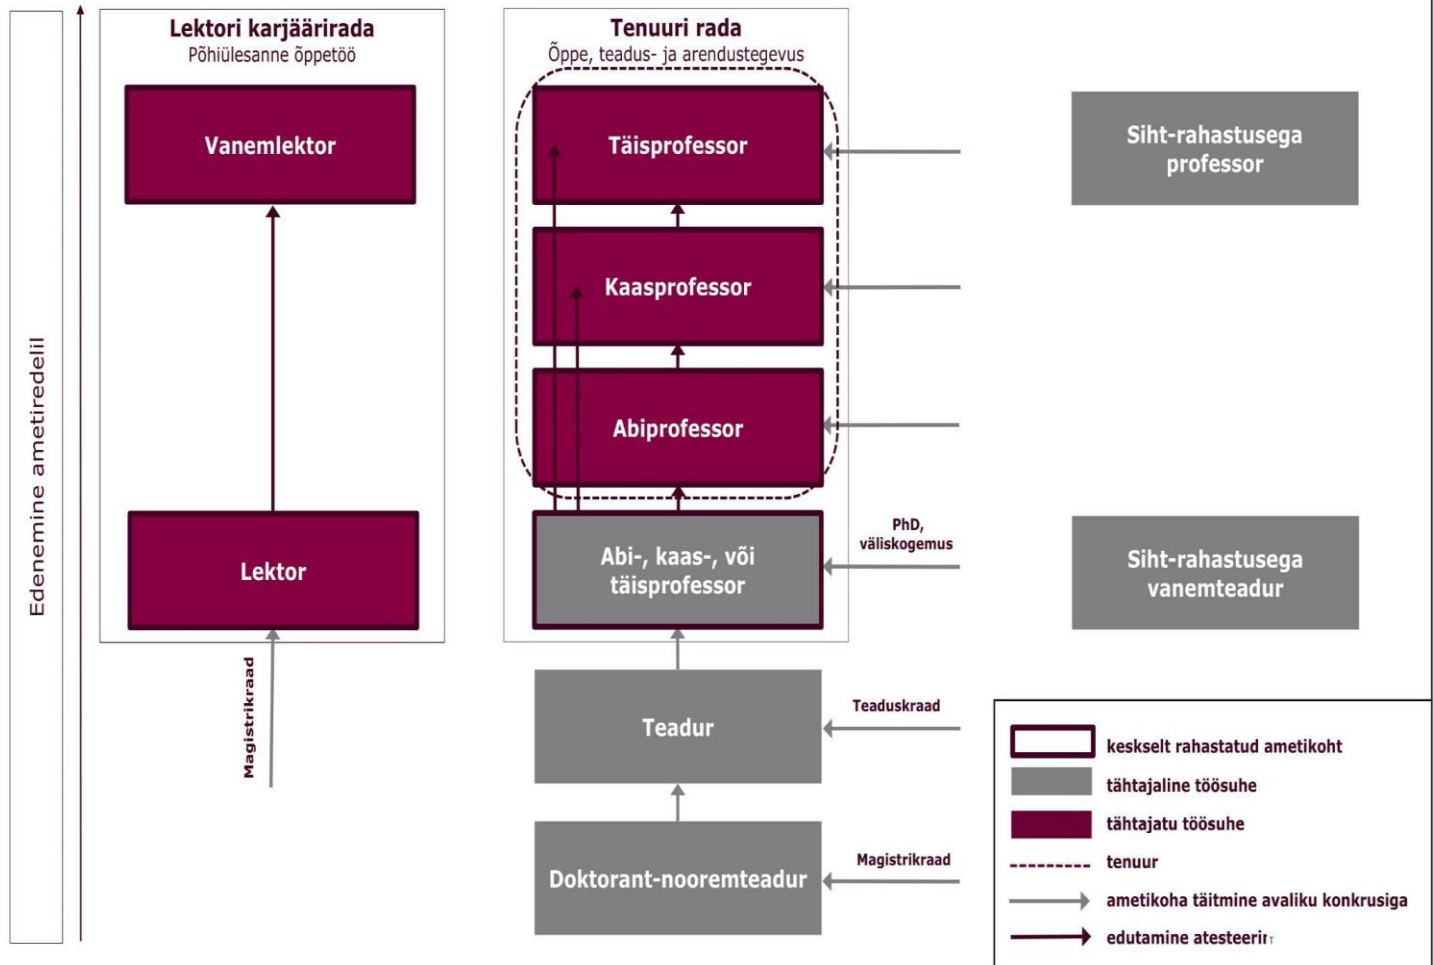 Edenemine ametiredelil
Lektori karjäärirada
Põhiülesanne õppetöö
Vanemlektor
Lektor
Magistrikraad
Tenuuri rada
Õppe, teadus- ja arendustegevus
Täisprofessor
Kaasprofessor
Abiprofessor
Abi-, kaas-, või
täisprofessor
PhD,
väliskogemus
Teadur
Teaduskraad
Doktorant-nooremteadur
Magistrikraad
Siht-rahastusega
professor
Siht-rahastusega
vanemteadur
keskselt rahastatud ametikoht
tähtajaline töösuhe
tähtajatu töösuhe
tenuur
ametikoha täitmine avaliku konkrusiga
edutamine